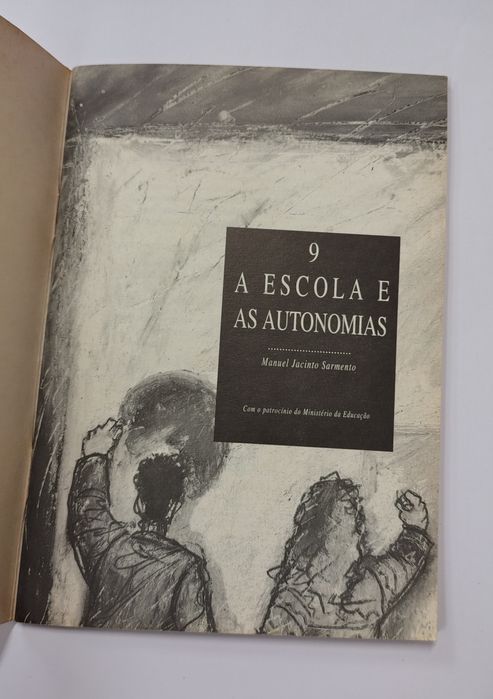 9
A ESCOLA E
AS AUTONOMIAS
Manuel Jacinto Sarmento
Com o patrocínio do Ministério da Educação